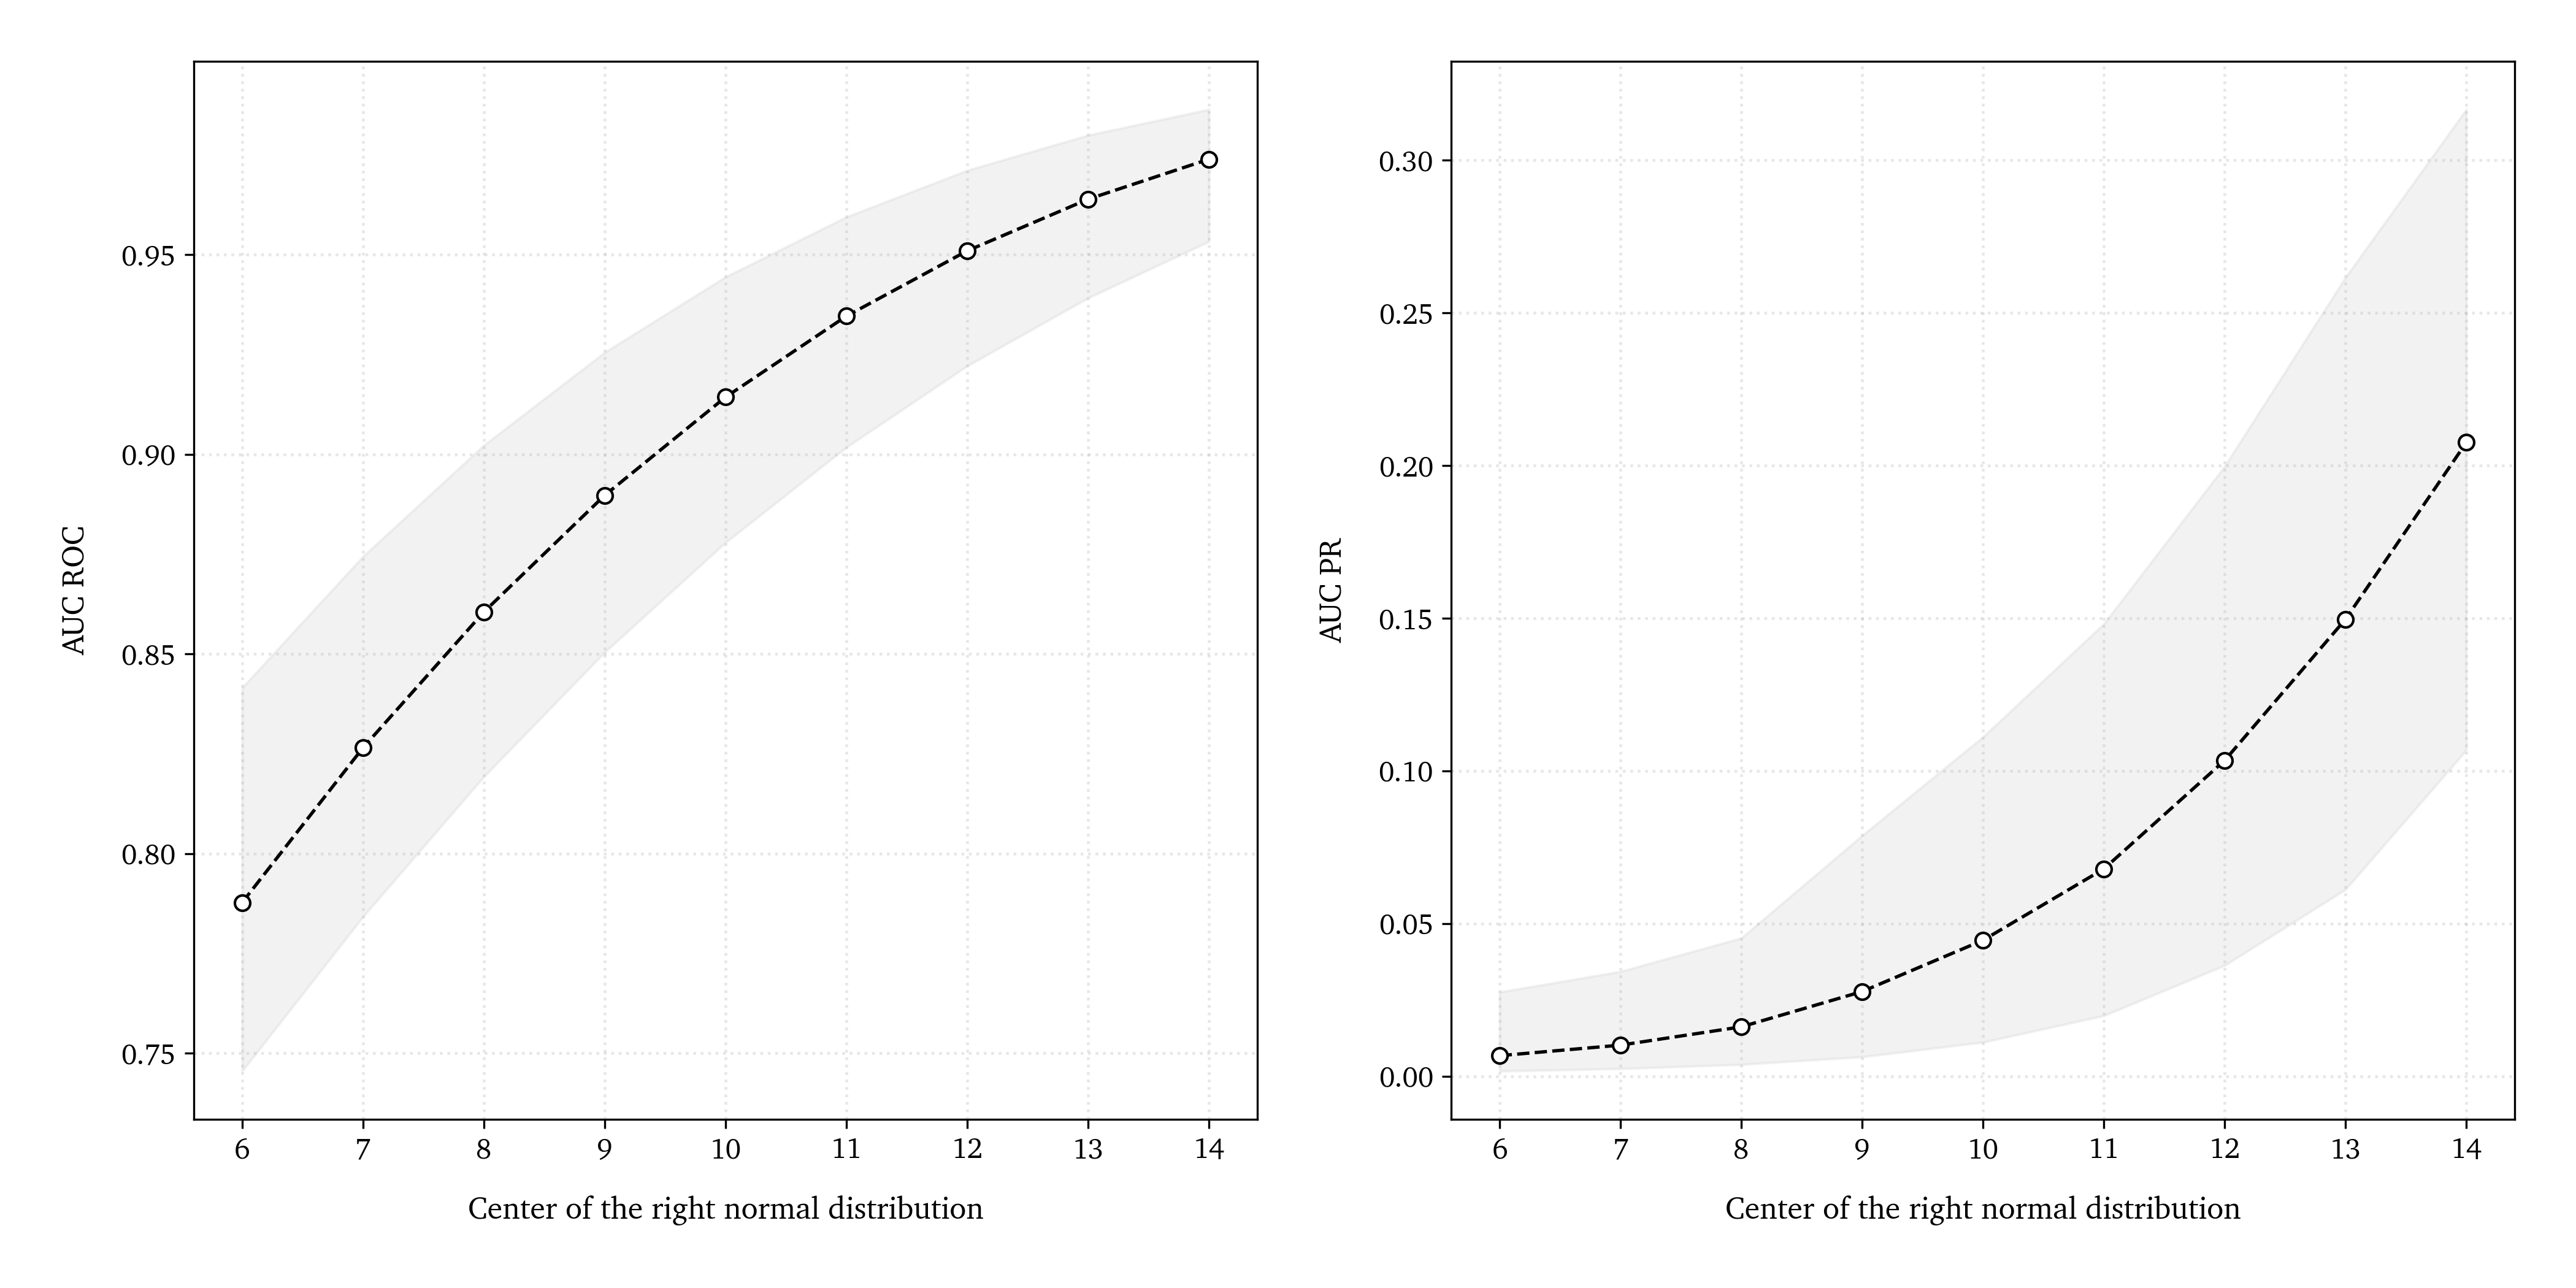 AUC ROC
0.95
0.90
0.85
0.80
0.75
6 7 8 9 10 11 12 13 14
Center of the right normal distribution
AUC PR
0.30
0.25
0.20
0.15
0.10
0.05
0.00
6 7 8 9 10 11 12 13 14
Center of the right normal distribution